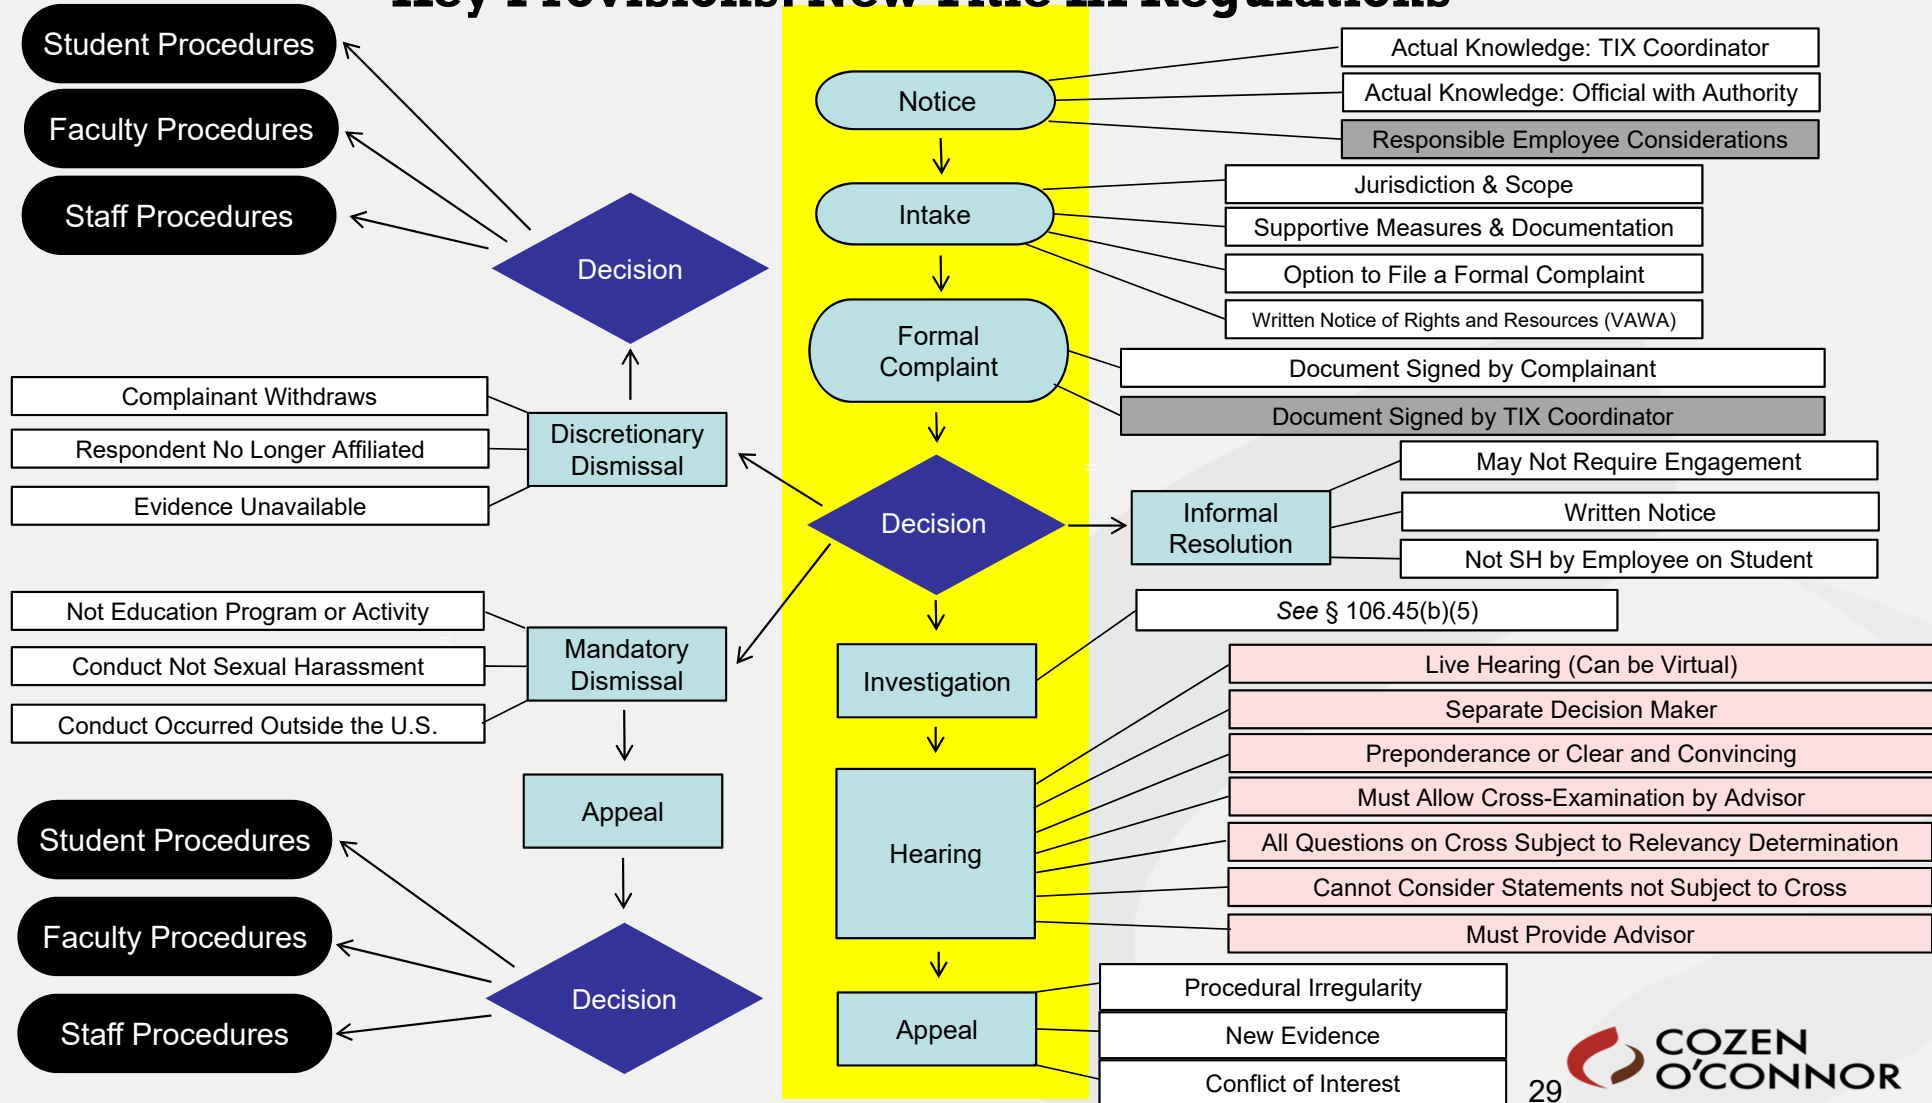 Key Provisions: New Title IX Regulations
Student Procedures
Faculty Procedures
Staff Procedures
Decision
Complainant Withdraws
Respondent No Longer Affiliated
Evidence Unavailable
Discretionary
Dismissal
Not Education Program or Activity
Conduct Not Sexual Harassment
Conduct Occurred Outside the U.S.
Mandatory
Dismissal
Appeal
Student Procedures
Faculty Procedures
Staff Procedures
Decision
Notice
Actual Knowledge: TIX Coordinator
Actual Knowledge: Official with Authority
Responsible Employee Considerations
Intake
Jurisdiction & Scope
Supportive Measures & Documentation
Option to File a Formal Complaint
Written Notice of Rights and Resources (VAWA)
Formal
Complaint
Document Signed by Complainant
Document Signed by TIX Coordinator
Decision
Informal
Resolution
May Not Require Engagement
Written Notice
Not SH by Employee on Student
Investigation
See § 106.45(b)(5)
Hearing
Live Hearing (Can be Virtual)
Separate Decision Maker
Preponderance or Clear and Convincing
Must Allow Cross-Examination by Advisor
All Questions on Cross Subject to Relevancy Determination
Cannot Consider Statements not Subject to Cross
Must Provide Advisor
Appeal
Procedural Irregularity
New Evidence
Conflict of Interest
29
COZEN
O'CONNOR